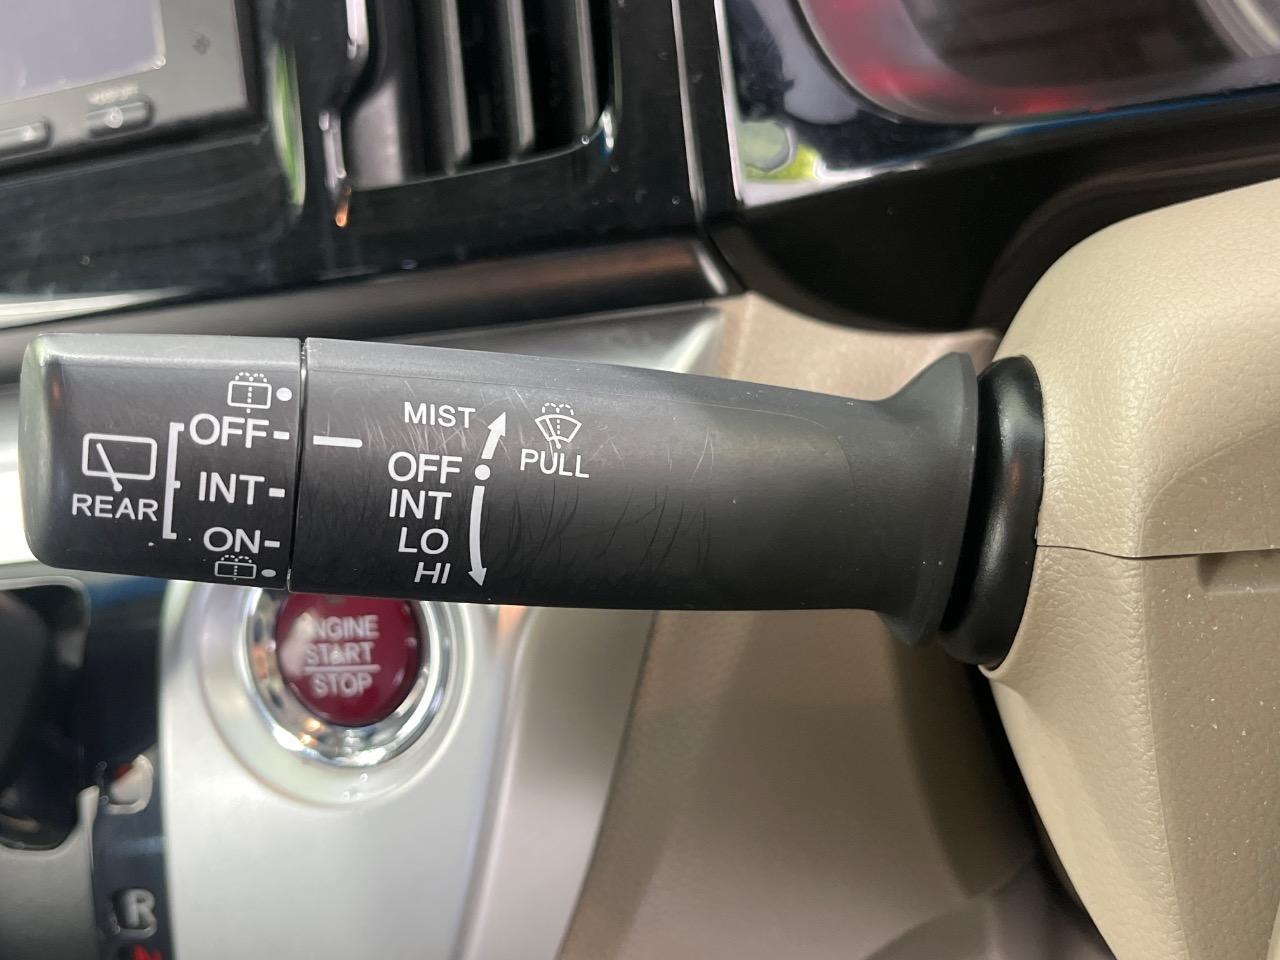 MIST
OFF-
OFF
PULL
INT-
INT
REAR
ON-
LO
HI
ENGINE
START
STOP
R